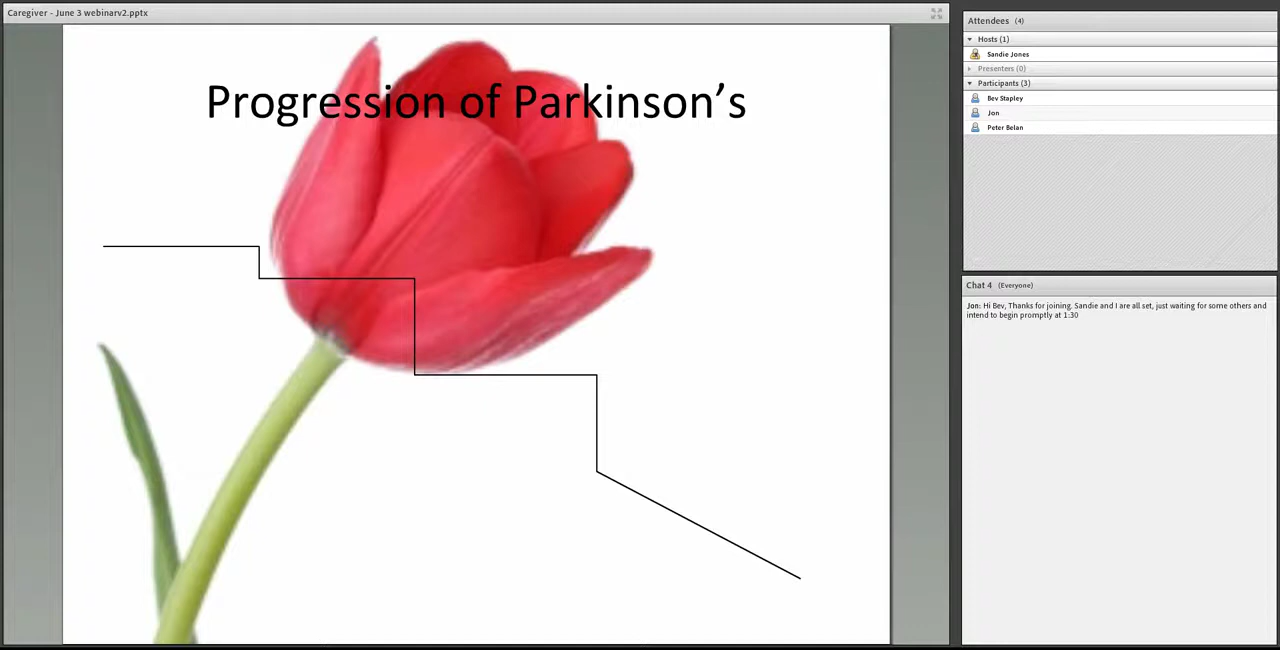 Caregiver - June 3 webinarv2.pptx
Progression of Parkinson's
Attendees (4)
Hosts (1)
Sandie Jones
Presenters (0)
Participants (3)
Bev Stapley
Jon
Peter Belan
Chat 4 (Everyone)
Jon: Hi Bev, Thanks for joining. Sandie and I are all set, just waiting for some others and
intend to begin promptly at 1:30